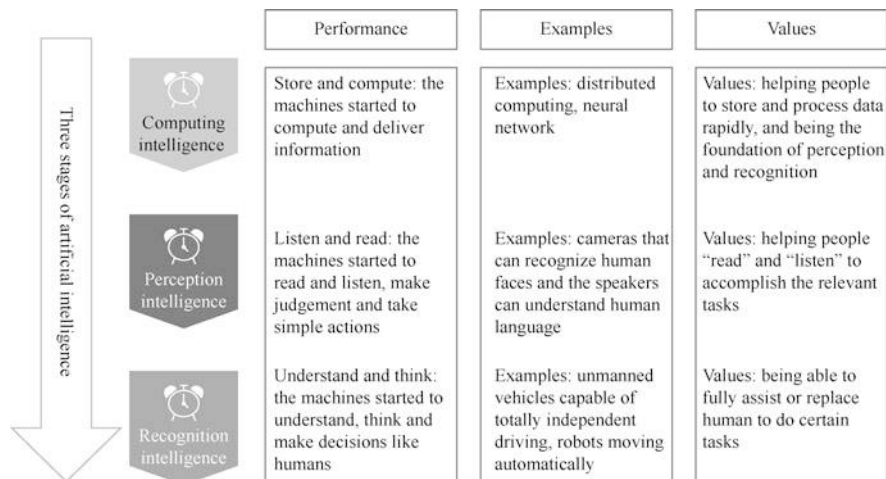 Performance
Examples
Values
Three stages of artificial intelligence
Computing
intelligence
Store and compute: the
machines started to
compute and deliver
information
Examples: distributed
computing, neural
network
Values: helping people
to store and process data
rapidly, and being the
foundation of perception
and recognition
Perception
intelligence
Listen and read: the
machines started to
read and listen, make
judgement and take
simple actions
Examples: cameras that
can recognize human
faces and the speakers
can understand human
language
Values: helping people
“read” and “listen” to
accomplish the relevant
tasks
Recognition
intelligence
Understand and think:
the machines started to
understand, think and
make decisions like
humans
Examples: unmanned
vehicles capable of
totally independent
driving, robots moving
automatically
Values: being able to
fully assist or replace
human to do certain
tasks